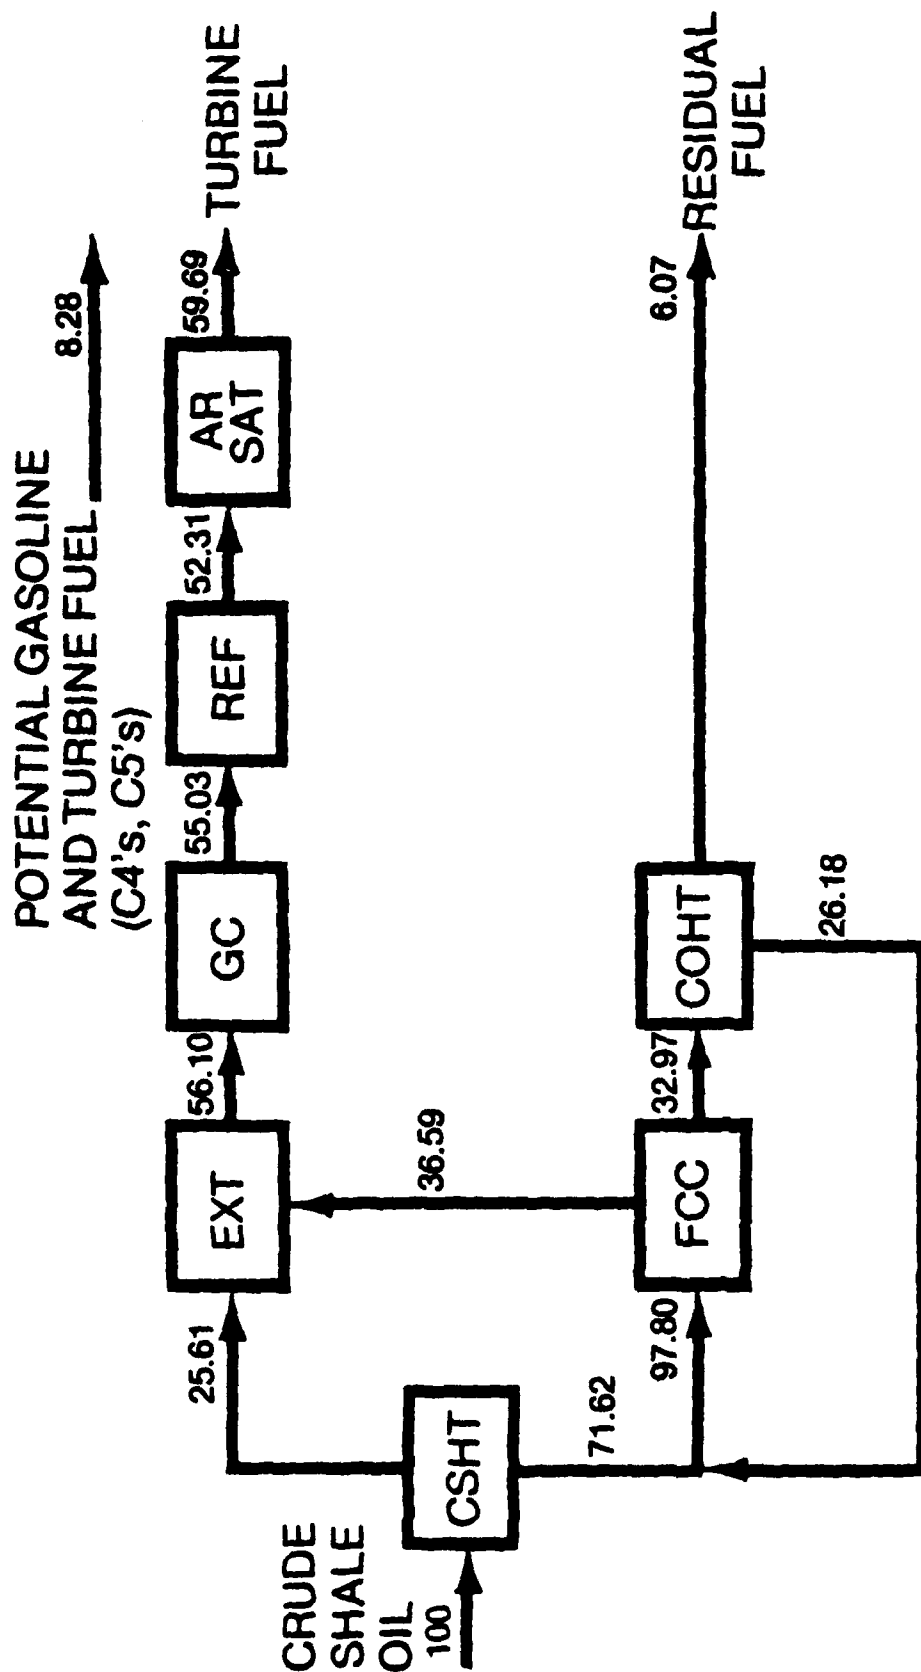 POTENTIAL GASOLINE
AND TURBINE FUEL
(C4's, C5's)
8.28
25.61
EXT
56.10
GC
55.03
REF
52.31
AR
SAT
59.69
TURBINE
FUEL
CRUDE
SHALE
OIL
100
CSHT
36.59
71.62
97.80
FCC
32.97
COHT
6.07
RESIDUAL
FUEL
26.18